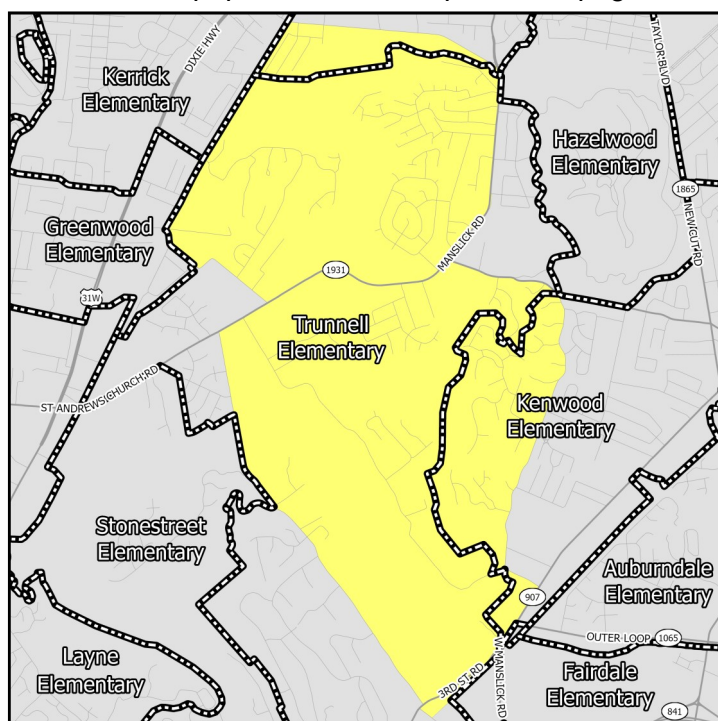 DIXIE HWY
TAYLOR BLVD
Kerrick
Elementary
Hazelwood
Elementary
1865
NEW CUT RD
Greenwood
Elementary
MANSLICK RD
1931
31W
Trunnell
Elementary
ST ANDREWS CHURCH RD
Kenwood
Elementary
Stonestreet
Elementary
Auburndale
Elementary
907
OUTER LOOP
1065
Layne
Elementary
3RD ST RD
W MANSLICK RD
Fairdale
Elementary
841